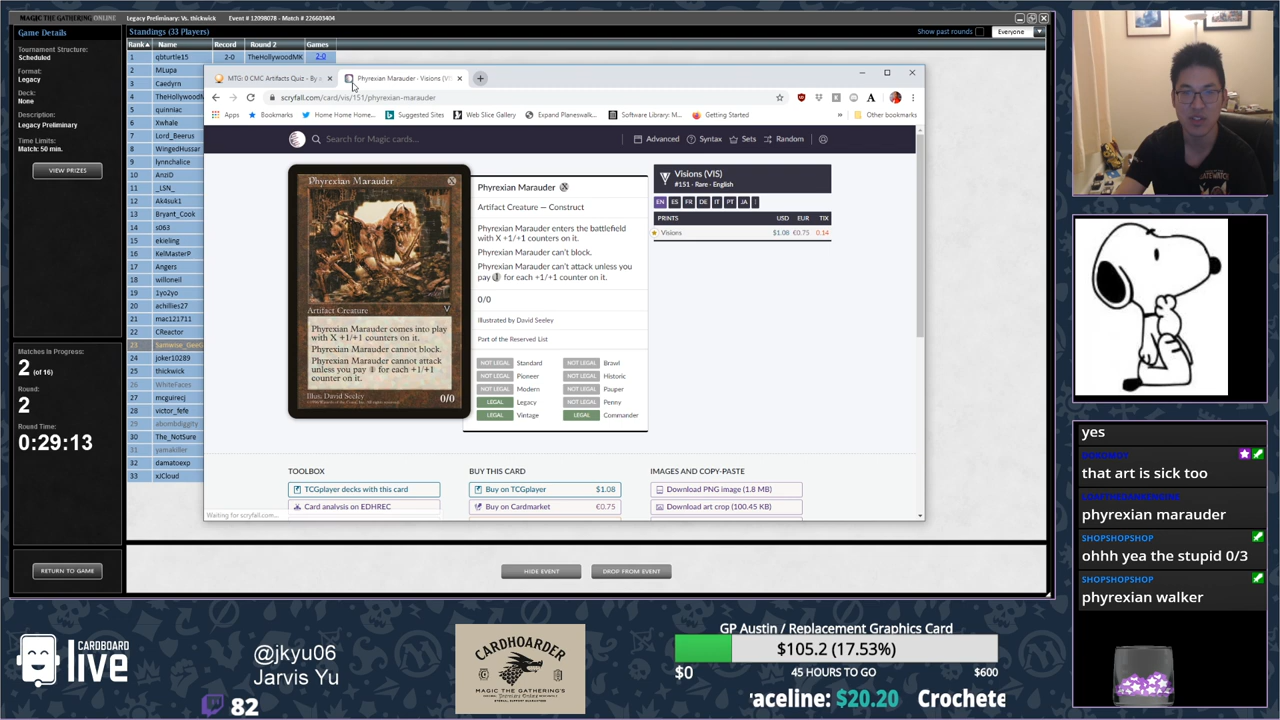 MAGIC THE GATHERING ONLINE
Legacy Preliminary: Vs. thickwick
Event # 12098078 - Match # 226603404
Game Details
Tournament Structure:
Scheduled
Format:
Legacy
Deck:
None
Description:
Legacy Preliminary
Time Limits:
Match: 50 min.
VIEW PRIZES
Matches In Progress:
2 (of 16)
Round:
2
Round Time:
0:29:13
RETURN TO GAME
Standings (33 Players)
Show past rounds
Everyone
Rank Name Record Round 2 Games
1 qbturtle15 2-0 TheHollywoodMK 2-0
2 MLupa
3 Caedyrn
4 TheHollywoodM
5 quinniac
6 Xwhale
7 Lord_Beerus
8 WingedHussar
9 lynnchalice
10 AnziD
11 _LSN_
12 Ak4suk1
13 Bryant_Cook
14 s063
15 ekieling
16 KelMasterP
17 Angers
18 willoneil
19 1yo2yo
20 achillies27
21 mac121711
22 CReactor
23
24 joker10289
25 thickwick
26 WhiteFaces
27 mcguirecj
28 victor_fefe
29 abombdiggity
30 The_NotSure
31 yamakiller
32 damatoexp
33 xJCloud
MTG: 0 CMC Artifacts Quiz - By a
Phyrexian Marauder · Visions (VIS
scryfall.com/card/vis/151/phyrexian-marauder
Apps
Bookmarks
Home Home Home...
Suggested Sites
Web Slice Gallery
Expand Planeswalk...
Software Library: M...
Getting Started
Other bookmarks
Search for Magic cards...
Advanced
Syntax
Sets
Random
Phyrexian Marauder X
Artifact Creature
Phyrexian Marauder comes into play
with X +1/+1 counters on it.
Phyrexian Marauder cannot block.
Phyrexian Marauder cannot attack
unless you pay 1 for each +1/+1
counter on it.
Illus. David Seeley
0/0
Phyrexian Marauder X
Artifact Creature — Construct
Phyrexian Marauder enters the battlefield
with X +1/+1 counters on it.
Phyrexian Marauder can't block.
Phyrexian Marauder can't attack unless you
pay 1 for each +1/+1 counter on it.
0/0
Illustrated by David Seeley
Part of the Reserved List
NOT LEGAL Standard NOT LEGAL Brawl
NOT LEGAL Pioneer NOT LEGAL Historic
NOT LEGAL Modern NOT LEGAL Pauper
LEGAL Legacy NOT LEGAL Penny
LEGAL Vintage LEGAL Commander
Visions (VIS)
#151 · Rare · English
EN ES FR DE IT PT JA
PRINTS USD EUR TIX
Visions $1.08 €0.75 0.14
TOOLBOX
TCGplayer decks with this card
Card analysis on EDHREC
BUY THIS CARD
Buy on TCGplayer $1.08
Buy on Cardmarket €0.75
IMAGES AND COPY-PASTE
Download PNG image (1.8 MB)
Download art crop (100.45 KB)
Waiting for scryfall.com...
HIDE EVENT
DROP FROM EVENT
yes
that art is sick too
phyrexian marauder
SHOPSHOPSHOP
ohhh yea the stupid 0/3
SHOPSHOPSHOP
phyrexian walker
CARDBOARD
live
@jkyu06
Jarvis Yu
82
CARDHOARDER
MAGIC THE GATHERING'S
GP Austin / Replacement Graphics Card
$105.2 (17.53%)
$0
45 HOURS TO GO
$600
aceline: $20.20 Crochete